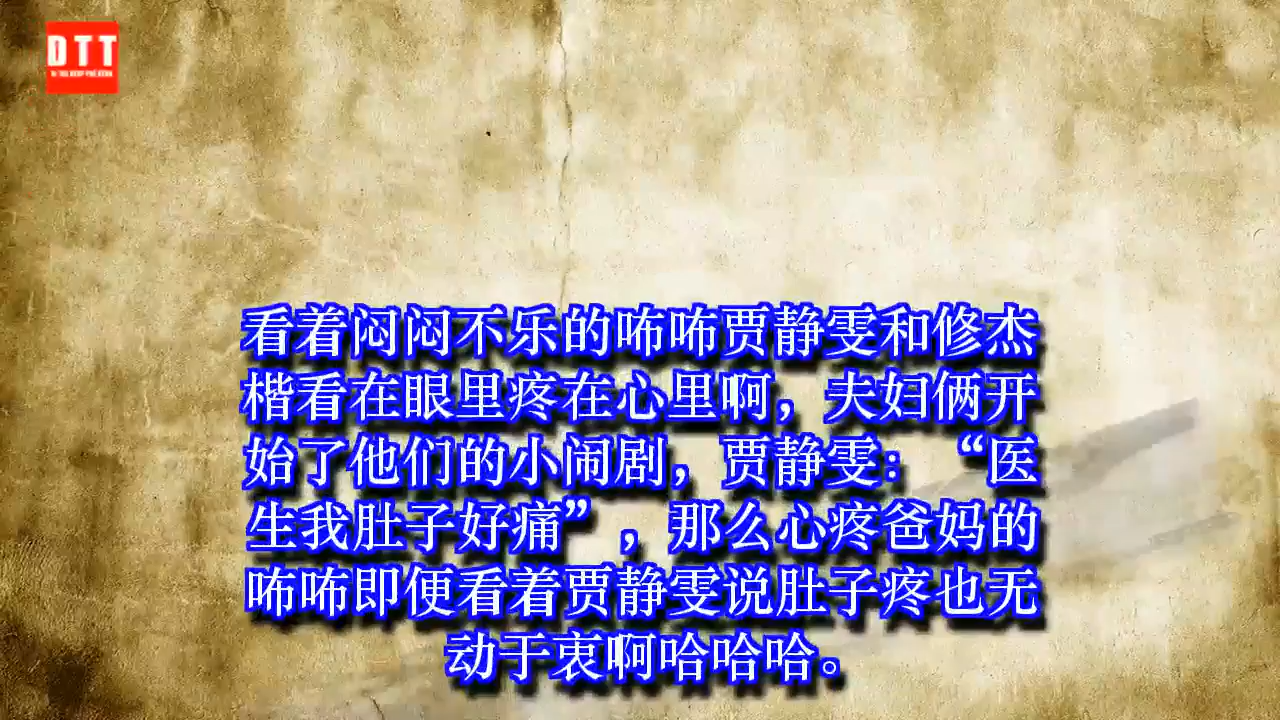 DTT
看着闷闷不乐的咘咘贾静雯和修杰
楷看在眼里疼在心里啊，夫妇俩开
始了他们的小闹剧，贾静雯：“医
生我肚子好痛”，那么心疼爸妈的
咘咘即便看着贾静雯说肚子疼也无
动于衷啊哈哈哈。